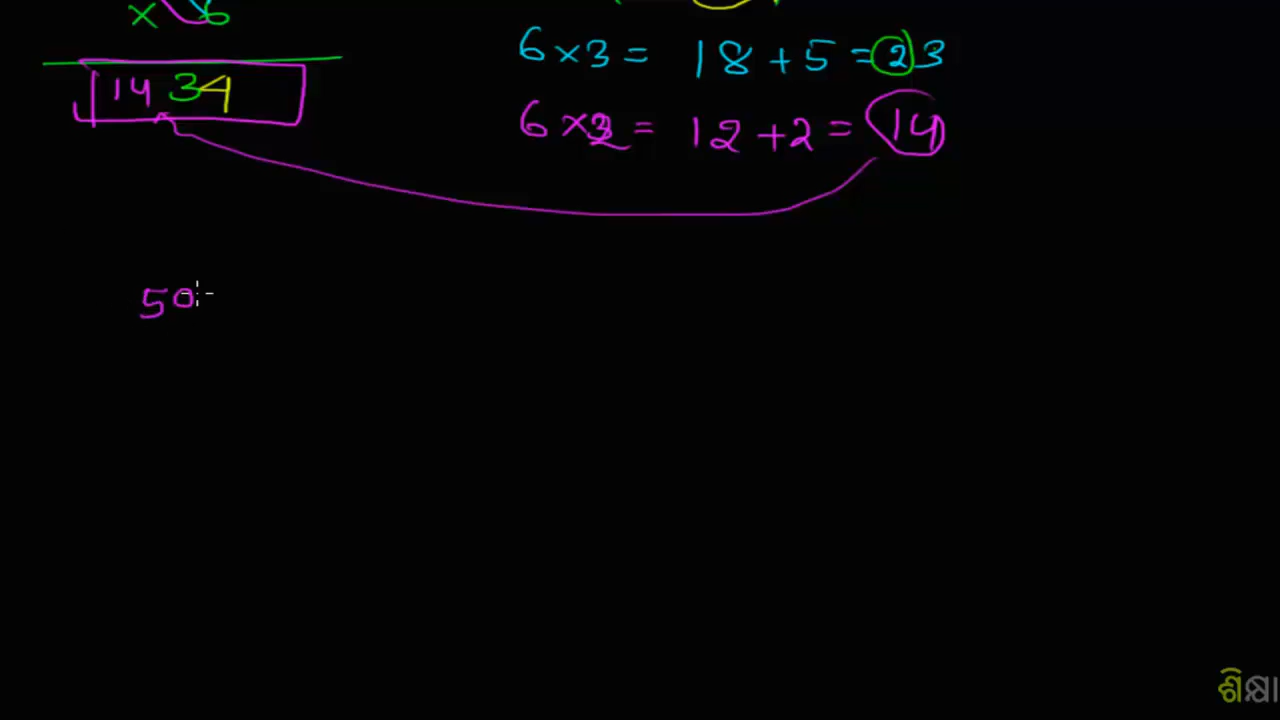 × 6
6 × 3 = 18 + 5 = 23
1434
6 × 2 = 12 + 2 = 14
50
ଶିକ୍ଷା